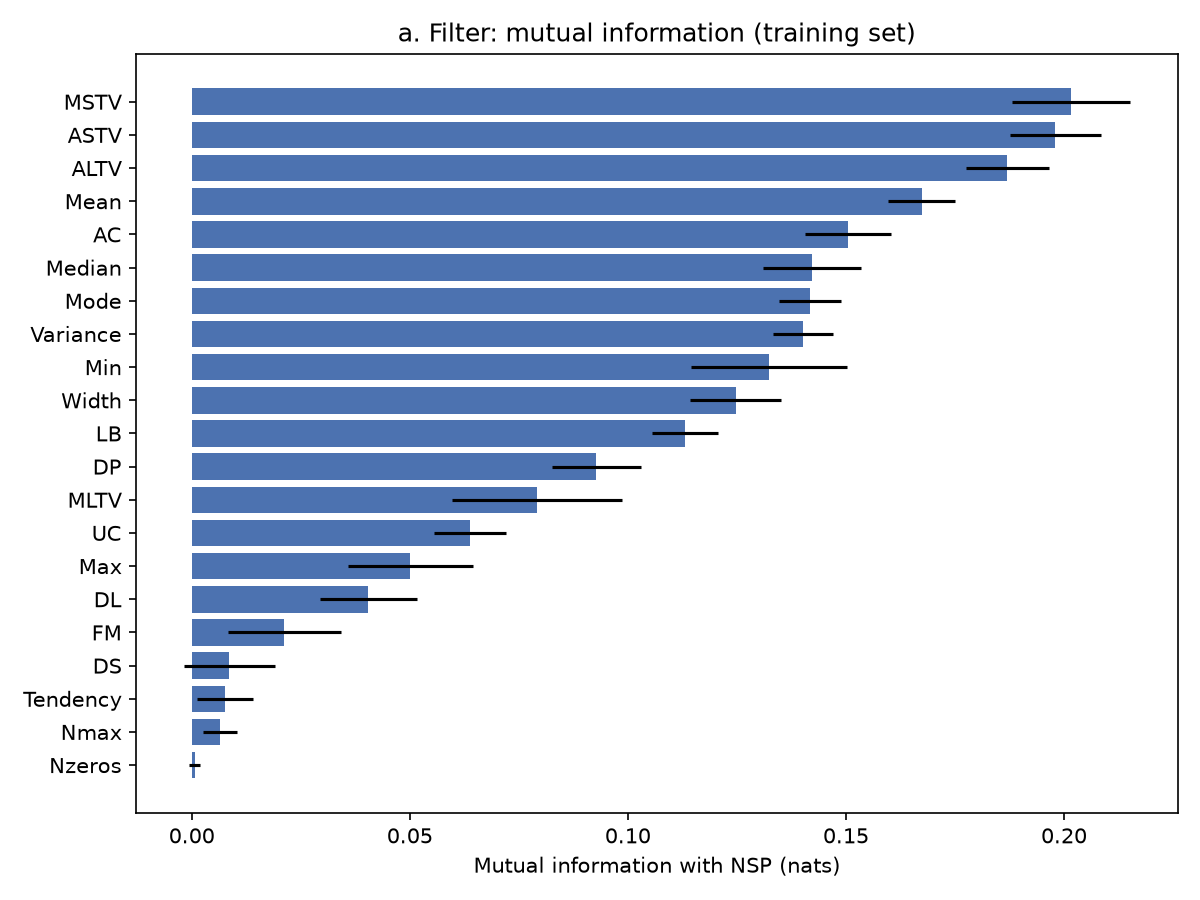 a. Filter: mutual information (training set)
MSTV
ASTV
ALTV
Mean
AC
Median
Mode
Variance
Min
Width
LB
DP
MLTV
UC
Max
DL
FM
DS
Tendency
Nmax
Nzeros
0.00 0.05 0.10 0.15 0.20
Mutual information with NSP (nats)